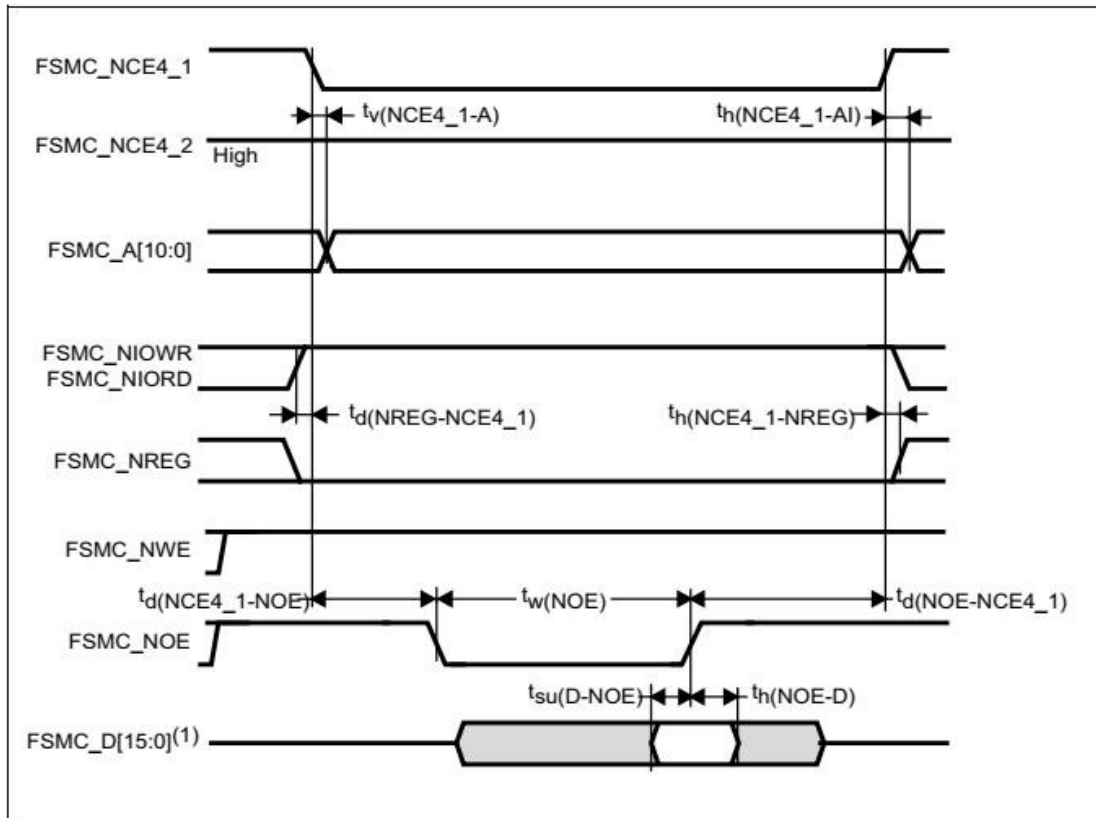 FSMC_NCE4_1
tv(NCE4_1-A)
th(NCE4_1-AI)
FSMC_NCE4_2
High
FSMC_A[10:0]
FSMC_NIOWR
FSMC_NIORD
td(NREG-NCE4_1)
th(NCE4_1-NREG)
FSMC_NREG
FSMC_NWE
td(NCE4_1-NOE)
tw(NOE)
td(NOE-NCE4_1)
FSMC_NOE
tsu(D-NOE)
th(NOE-D)
FSMC_D[15:0](1)